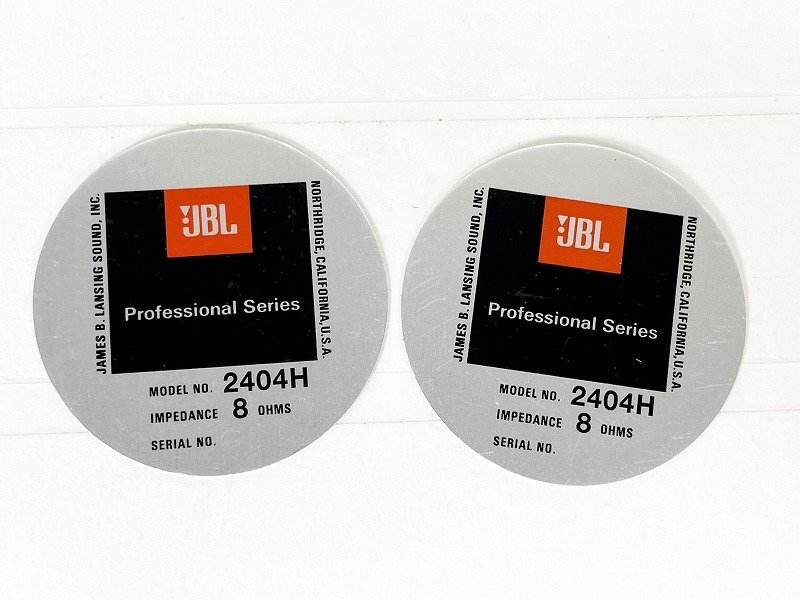 JBL
JAMES B. LANSING SOUND, INC.
NORTHRIDGE, CALIFORNIA, U.S.A.
Professional Series
MODEL NO. 2404H
IMPEDANCE 8 OHMS
SERIAL NO.
JBL
JAMES B. LANSING SOUND, INC.
NORTHRIDGE, CALIFORNIA, U.S.A.
Professional Series
MODEL NO. 2404H
IMPEDANCE 8 OHMS
SERIAL NO.